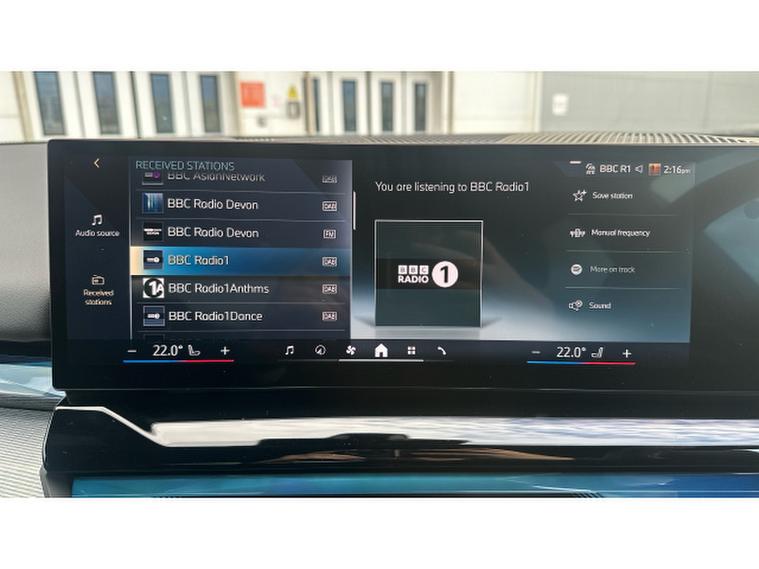 RECEIVED STATIONS
BBC AsianNetwork DAB
BBC Radio Devon DAB
BBC Radio Devon FM
BBC Radio1 DAB
BBC Radio1Anthms DAB
BBC Radio1Dance DAB
Audio source
Received
stations
You are listening to BBC Radio1
BBC
RADIO 1
BBC R1 2:16pm
Save station
Manual frequency
More on track
Sound
− 22.0° +
− 22.0° +